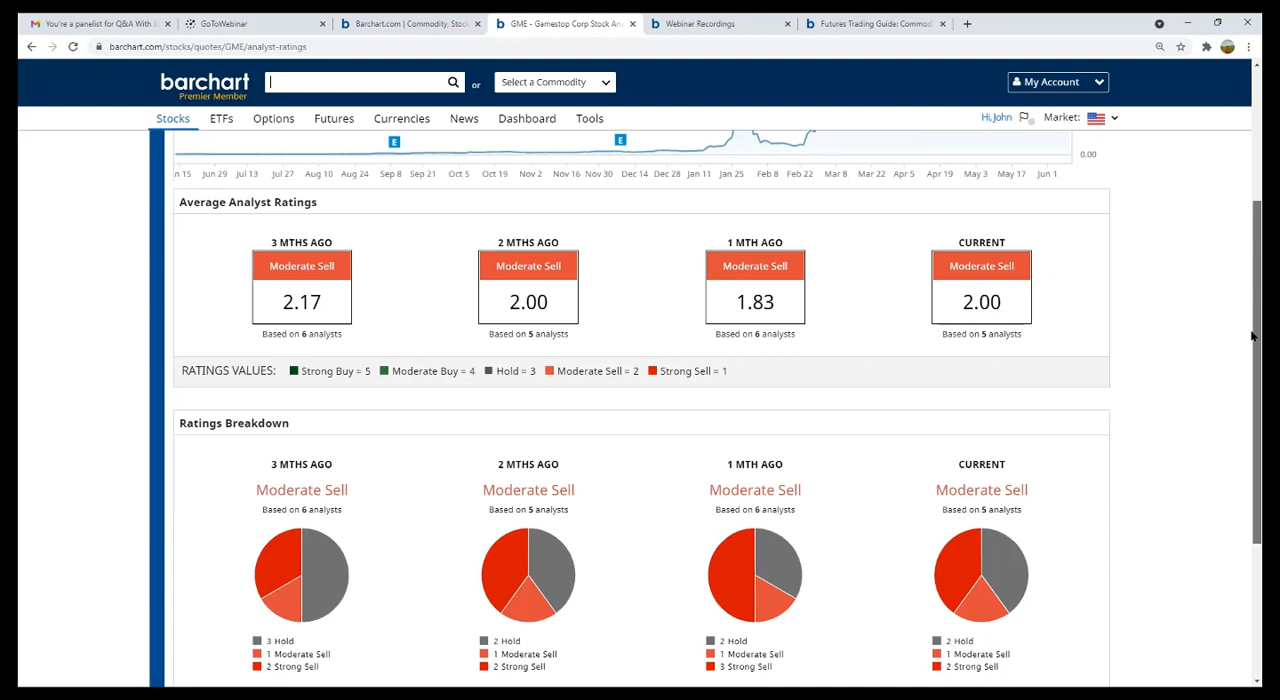 You're a panelist for Q&A With J
GoToWebinar
Barchart.com | Commodity, Stoc
GME - Gamestop Corp Stock An
Webinar Recordings
Futures Trading Guide: Commod
barchart.com/stocks/quotes/GME/analyst-ratings
barchart
Premier Member
or
Select a Commodity
My Account
Stocks ETFs Options Futures Currencies News Dashboard Tools
Hi, John
Market:
E
E
0.00
n 15 Jun 29 Jul 13 Jul 27 Aug 10 Aug 24 Sep 8 Sep 21 Oct 5 Oct 19 Nov 2 Nov 16 Nov 30 Dec 14 Dec 28 Jan 11 Jan 25 Feb 8 Feb 22 Mar 8 Mar 22 Apr 5 Apr 19 May 3 May 17 Jun 1
Average Analyst Ratings
3 MTHS AGO 2 MTHS AGO 1 MTH AGO CURRENT
Moderate Sell Moderate Sell Moderate Sell Moderate Sell
2.17 2.00 1.83 2.00
Based on 6 analysts Based on 5 analysts Based on 6 analysts Based on 5 analysts
RATINGS VALUES: Strong Buy = 5 Moderate Buy = 4 Hold = 3 Moderate Sell = 2 Strong Sell = 1
Ratings Breakdown
3 MTHS AGO 2 MTHS AGO 1 MTH AGO CURRENT
Moderate Sell Moderate Sell Moderate Sell Moderate Sell
Based on 6 analysts Based on 5 analysts Based on 6 analysts Based on 5 analysts
3 Hold 2 Hold 2 Hold 2 Hold
1 Moderate Sell 1 Moderate Sell 1 Moderate Sell 1 Moderate Sell
2 Strong Sell 2 Strong Sell 3 Strong Sell 2 Strong Sell